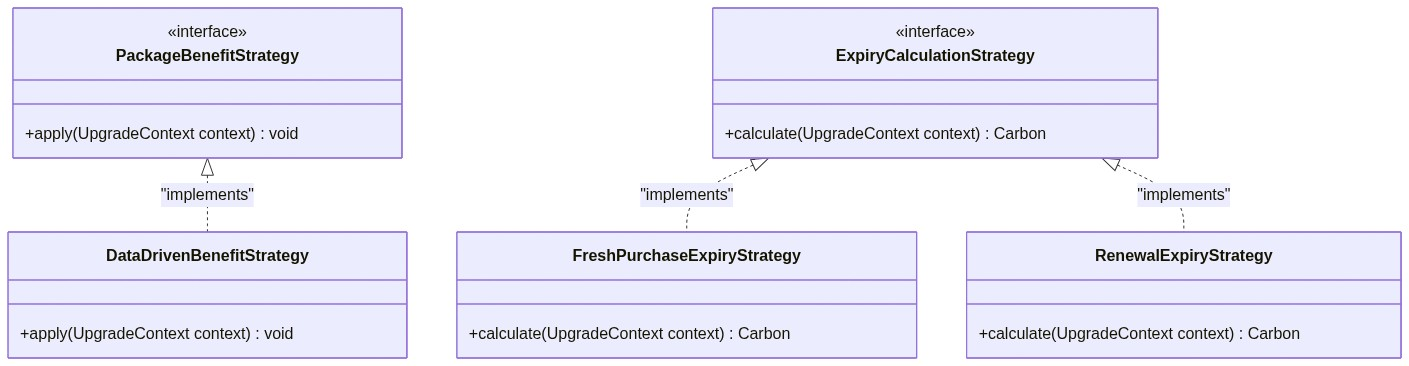 «interface»
PackageBenefitStrategy
+apply(UpgradeContext context) : void
«interface»
ExpiryCalculationStrategy
+calculate(UpgradeContext context) : Carbon
"implements"
"implements"
"implements"
DataDrivenBenefitStrategy
+apply(UpgradeContext context) : void
FreshPurchaseExpiryStrategy
+calculate(UpgradeContext context) : Carbon
RenewalExpiryStrategy
+calculate(UpgradeContext context) : Carbon